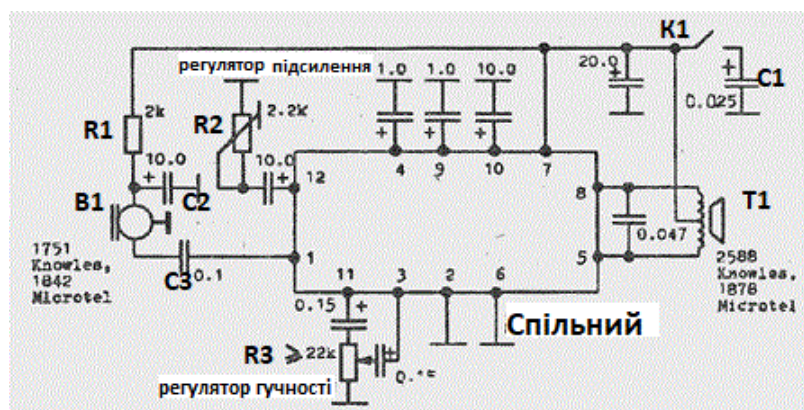 K1
регулятор підсилення
1.0
1.0
10.0
20.0
+
C1
0.025
2k
R1
R2
2.2k
+
+
+
+
10.0
+
10.0
+
C2
12
4
9
10
7
8
B1
T1
0.047
1751
Knowles,
1842
Microtel
C3
0.1
1
5
2588
Knowles,
1878
Microtel
11
3
2
6
0.15
+
Спільний
R3
⩾22k
+
регулятор гучності